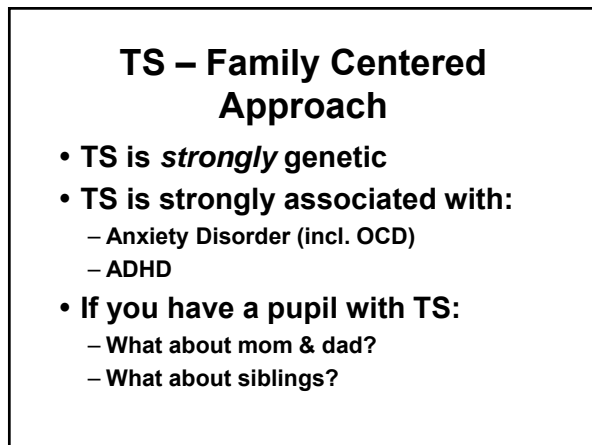 TS – Family Centered
Approach
• TS is strongly genetic
• TS is strongly associated with:
– Anxiety Disorder (incl. OCD)
– ADHD
• If you have a pupil with TS:
– What about mom & dad?
– What about siblings?